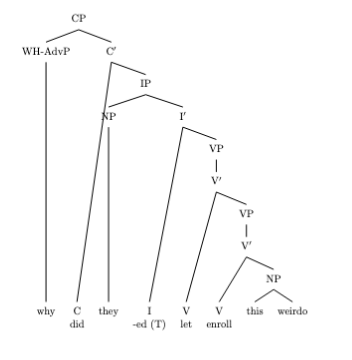 CP
WH-AdvP C′
IP
NP I′
VP
V′
VP
V′
NP
why C they I V V this weirdo
did -ed (T) let enroll